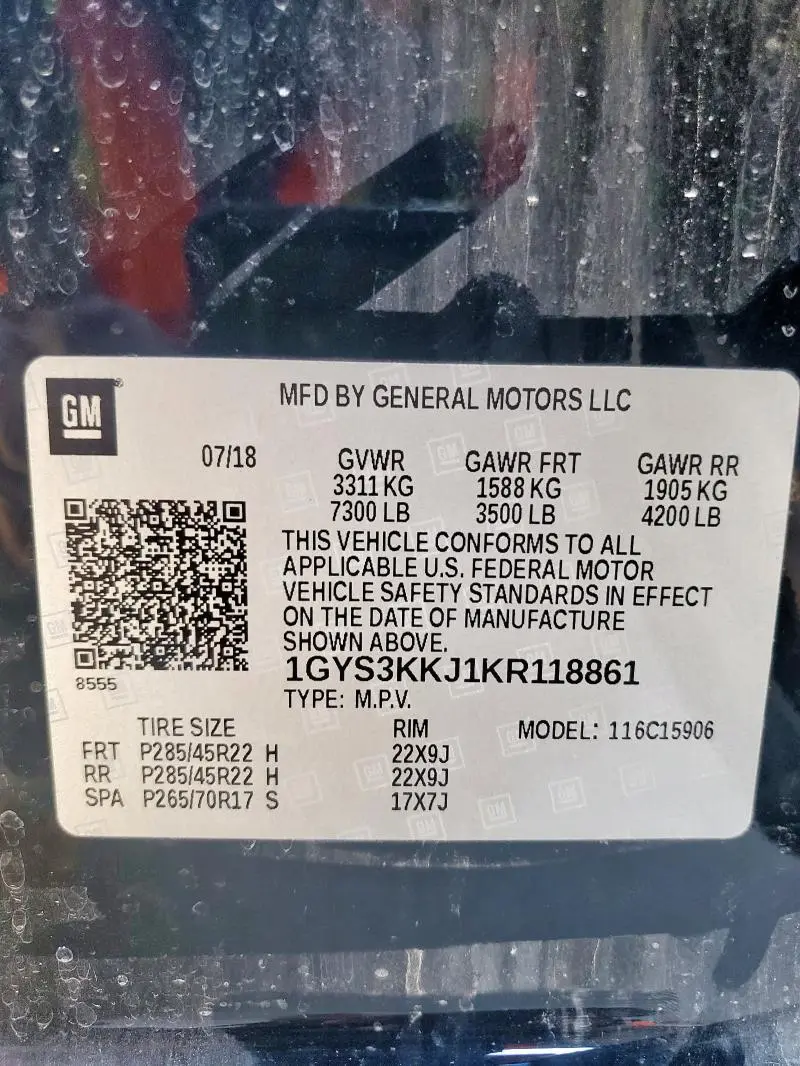 GM
MFD BY GENERAL MOTORS LLC
07/18 GVWR GAWR FRT GAWR RR
3311 KG 1588 KG 1905 KG
7300 LB 3500 LB 4200 LB
THIS VEHICLE CONFORMS TO ALL
APPLICABLE U.S. FEDERAL MOTOR
VEHICLE SAFETY STANDARDS IN EFFECT
ON THE DATE OF MANUFACTURE
SHOWN ABOVE.
8555
1GYS3KKJ1KR118861
TYPE: M.P.V.
TIRE SIZE RIM MODEL: 116C15906
FRT P285/45R22 H 22X9J
RR P285/45R22 H 22X9J
SPA P265/70R17 S 17X7J